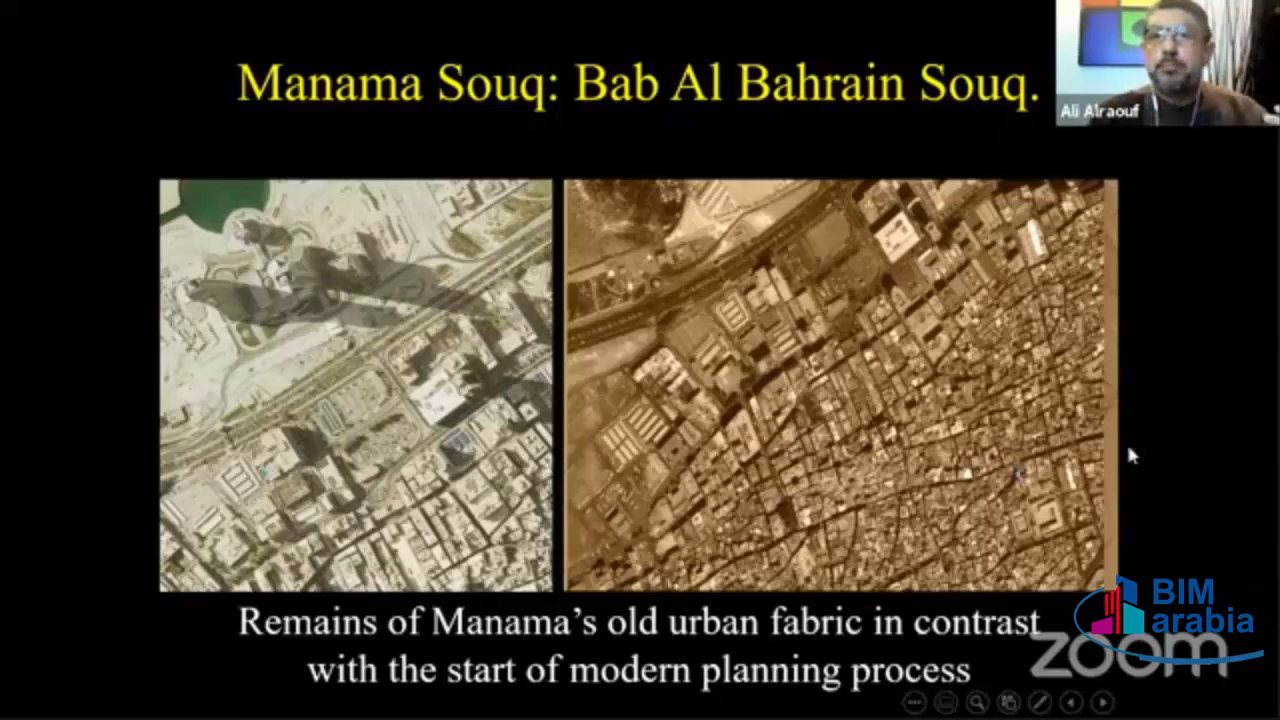 Manama Souq: Bab Al Bahrain Souq.
Ali Alraouf
Remains of Manama's old urban fabric in contrast
with the start of modern planning process
BIM
arabia
zoom